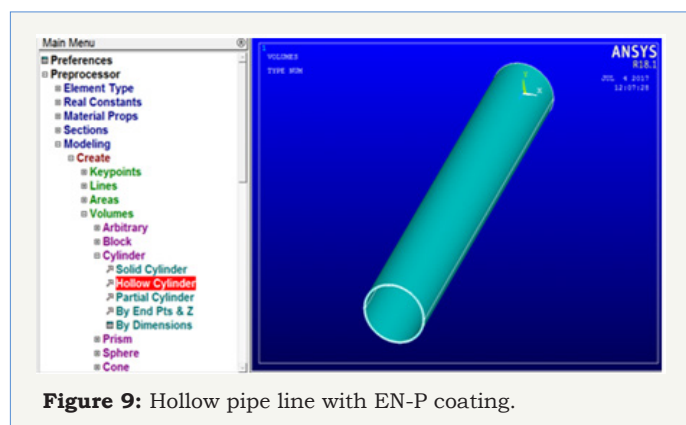 Main Menu
Preferences
Preprocessor
Element Type
Real Constants
Material Props
Sections
Modeling
Create
Keypoints
Lines
Areas
Volumes
Arbitrary
Block
Cylinder
Solid Cylinder
Hollow Cylinder
Partial Cylinder
By End Pts & Z
By Dimensions
Prism
Sphere
Cone
1
VOLUMES
TYPE NUM
ANSYS
R18.1
JUL 4 2017
12:07:28
Y
X
Figure 9: Hollow pipe line with EN-P coating.